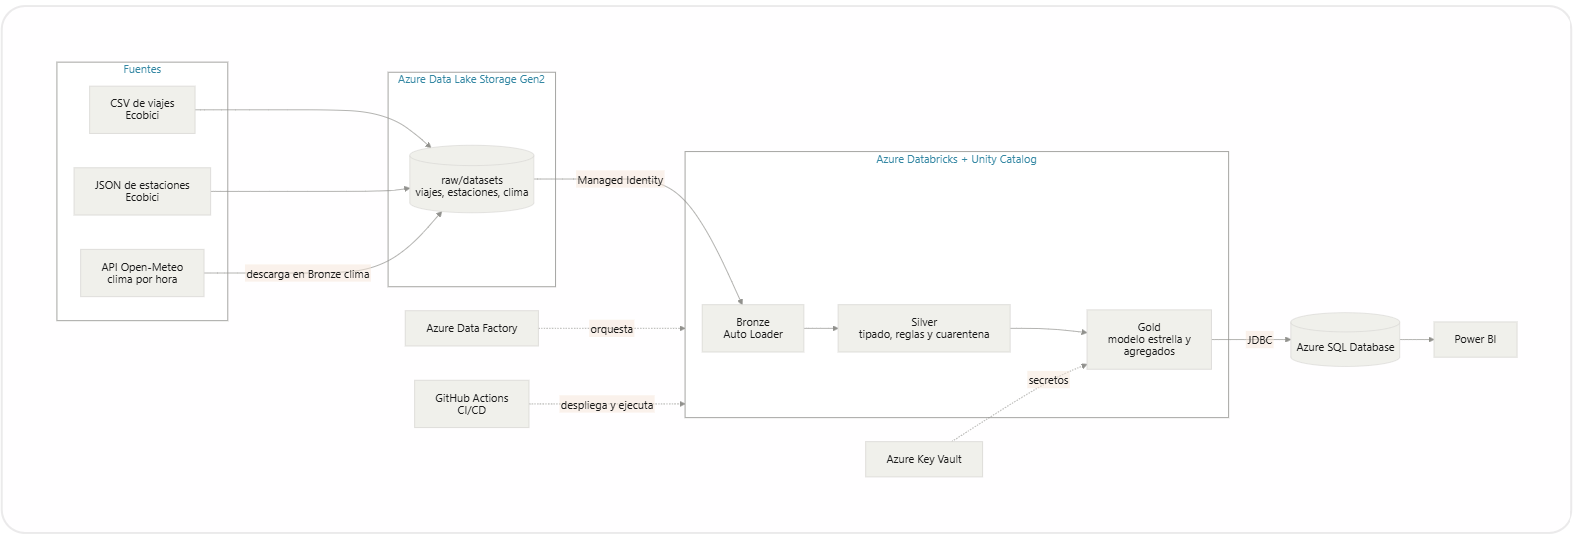 Fuentes
CSV de viajes
Ecobici
JSON de estaciones
Ecobici
API Open-Meteo
clima por hora
descarga en Bronze clima
Azure Data Lake Storage Gen2
raw/datasets
viajes, estaciones, clima
Managed Identity
Azure Data Factory
orquesta
GitHub Actions
CI/CD
despliega y ejecuta
Azure Databricks + Unity Catalog
Bronze
Auto Loader
Silver
tipado, reglas y cuarentena
Gold
modelo estrella y
agregados
secretos
Azure Key Vault
JDBC
Azure SQL Database
Power BI